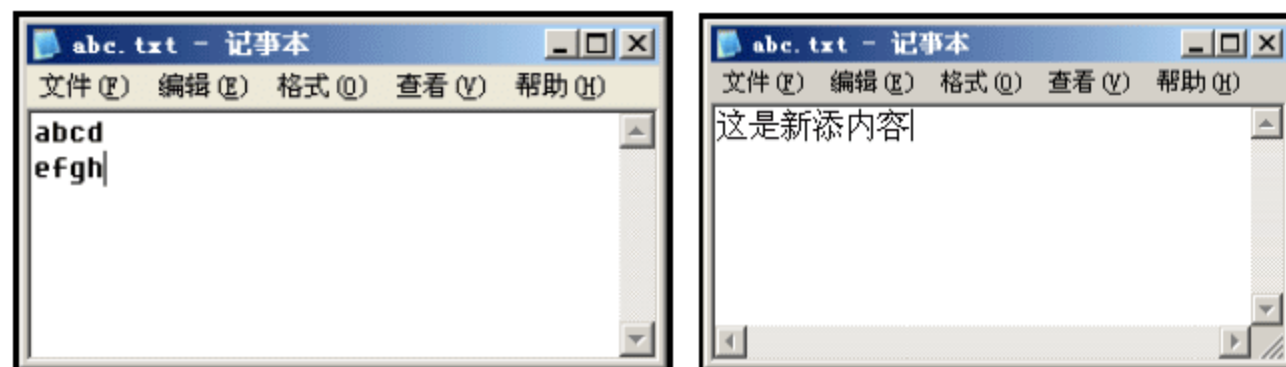 abc.txt - 记事本
文件(F) 编辑(E) 格式(O) 查看(V) 帮助(H)
abcd
efgh
abc.txt - 记事本
文件(F) 编辑(E) 格式(O) 查看(V) 帮助(H)
这是新添内容